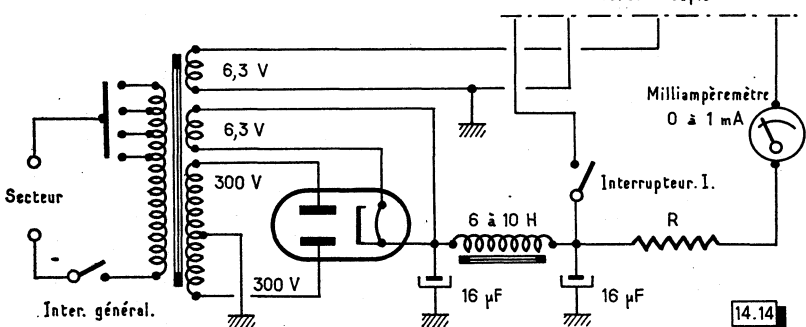 6,3 V
6,3 V
300 V
300 V
Secteur
Inter. général.
6 à 10 H
16 µF
16 µF
Interrupteur. I.
R
Milliampèremètre
0 à 1 mA
14.14